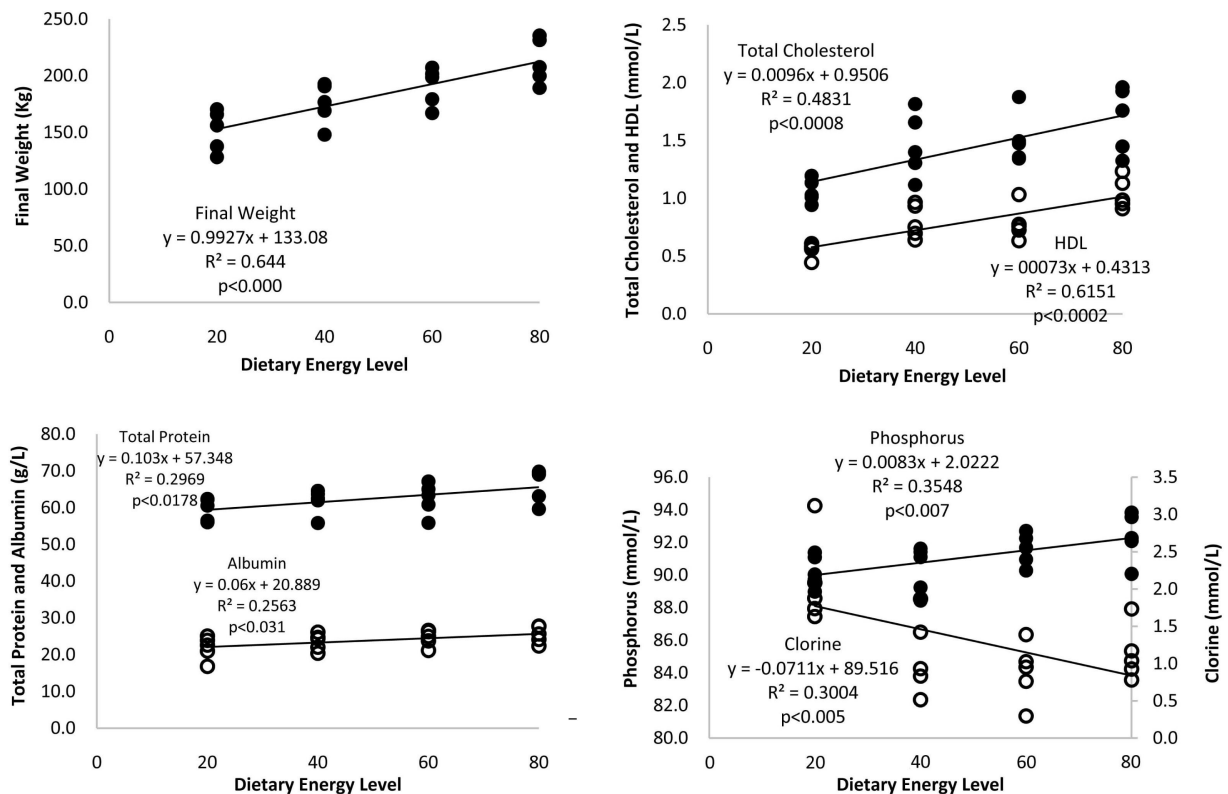 250.0
200.0
150.0
100.0
50.0
0.0
Final Weight (Kg)
Final Weight
y = 0.9927x + 133.08
R² = 0.644
p<0.000
0
20
40
60
80
Dietary Energy Level
2.5
2.0
1.5
1.0
0.5
0.0
Total Cholesterol and HDL (mmol/L)
Total Cholesterol
y = 0.0096x + 0.9506
R² = 0.4831
p<0.0008
HDL
y = 00073x + 0.4313
R² = 0.6151
p<0.0002
0
20
40
60
80
Dietary Energy Level
80.0
70.0
60.0
50.0
40.0
30.0
20.0
10.0
0.0
Total Protein and Albumin (g/L)
Total Protein
y = 0.103x + 57.348
R² = 0.2969
p<0.0178
Albumin
y = 0.06x + 20.889
R² = 0.2563
p<0.031
0
20
40
60
80
Dietary Energy Level
96.0
94.0
92.0
90.0
88.0
86.0
84.0
82.0
80.0
Phosphorus (mmol/L)
Phosphorus
y = 0.0083x + 2.0222
R² = 0.3548
p<0.007
Clorine
y = -0.0711x + 89.516
R² = 0.3004
p<0.005
3.5
3.0
2.5
2.0
1.5
1.0
0.5
0.0
Clorine (mmol/L)
0
20
40
60
80
Dietary Energy Level